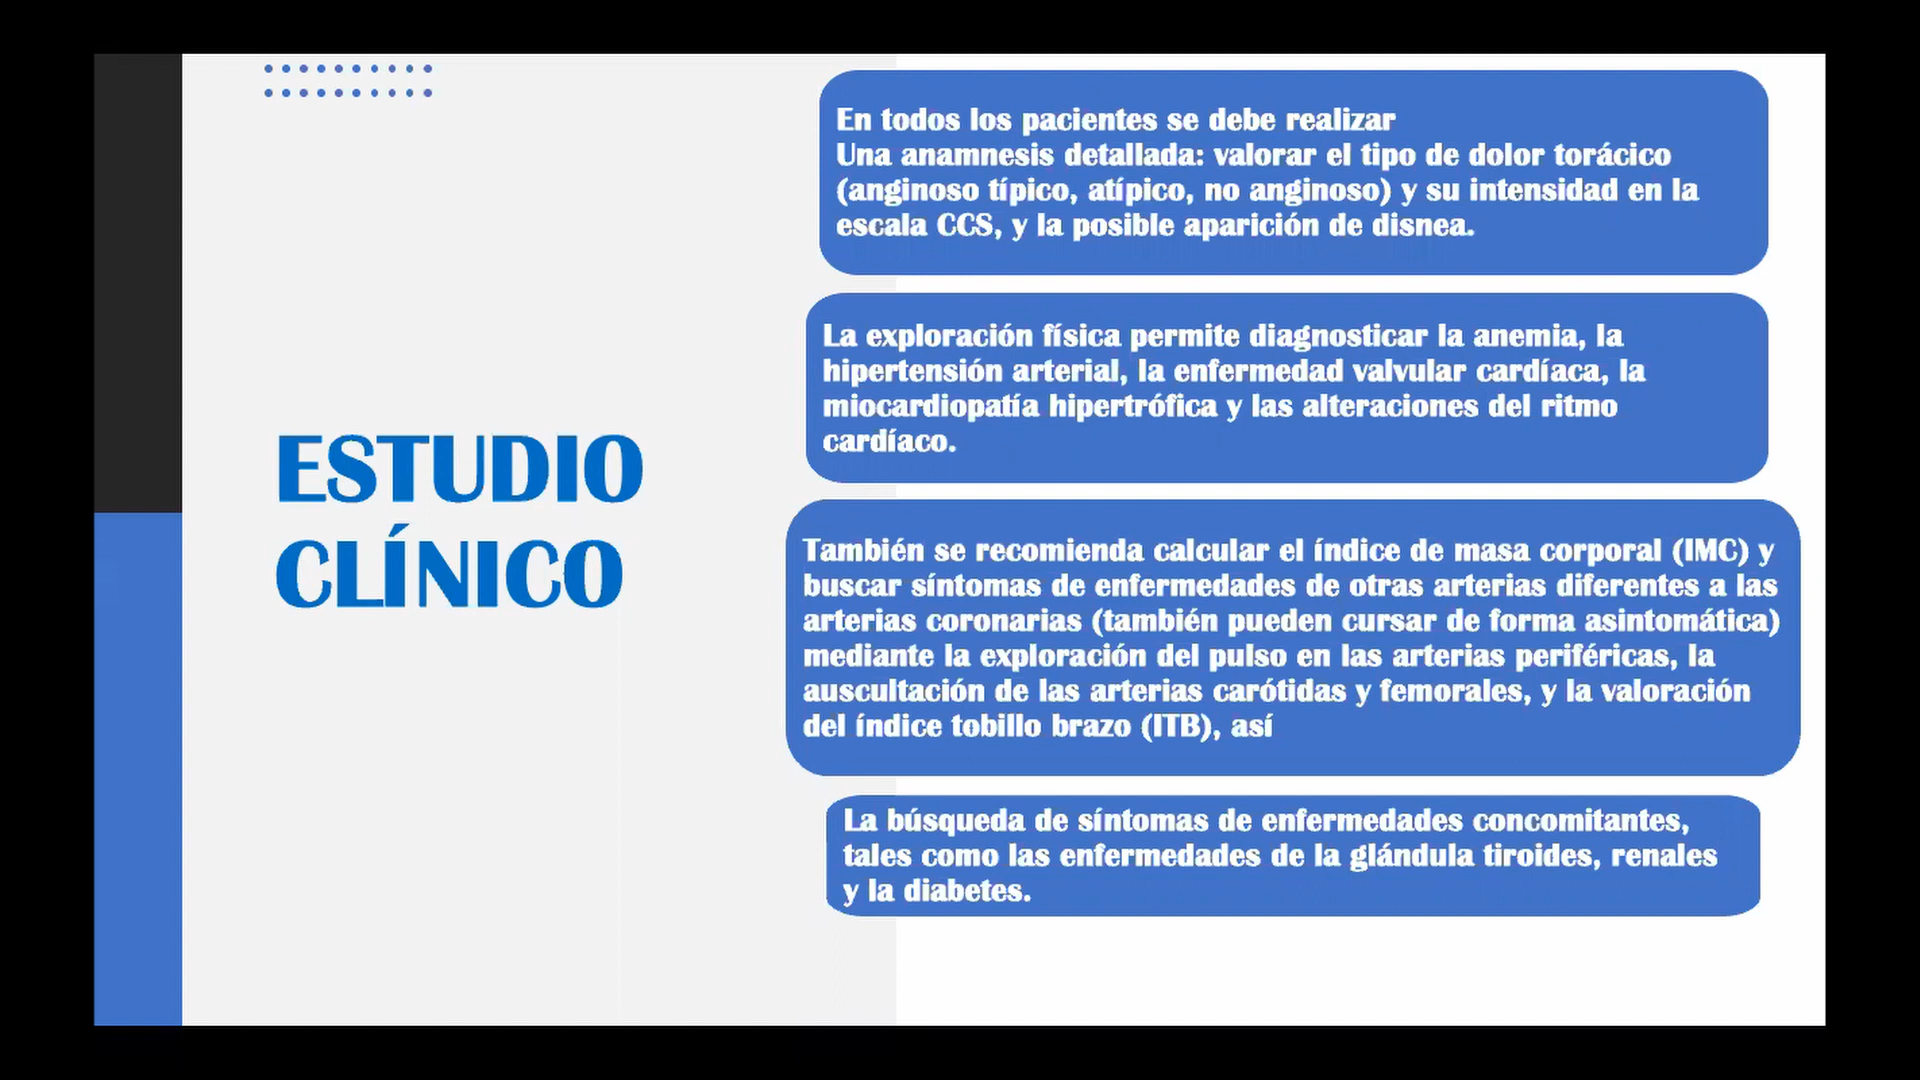 ESTUDIO
CLÍNICO
En todos los pacientes se debe realizar
Una anamnesis detallada: valorar el tipo de dolor torácico
(anginoso típico, atípico, no anginoso) y su intensidad en la
escala CCS, y la posible aparición de disnea.
La exploración física permite diagnosticar la anemia, la
hipertensión arterial, la enfermedad valvular cardíaca, la
miocardiopatía hipertrófica y las alteraciones del ritmo
cardíaco.
También se recomienda calcular el índice de masa corporal (IMC) y
buscar síntomas de enfermedades de otras arterias diferentes a las
arterias coronarias (también pueden cursar de forma asintomática)
mediante la exploración del pulso en las arterias periféricas, la
auscultación de las arterias carótidas y femorales, y la valoración
del índice tobillo brazo (ITB), así
La búsqueda de síntomas de enfermedades concomitantes,
tales como las enfermedades de la glándula tiroides, renales
y la diabetes.